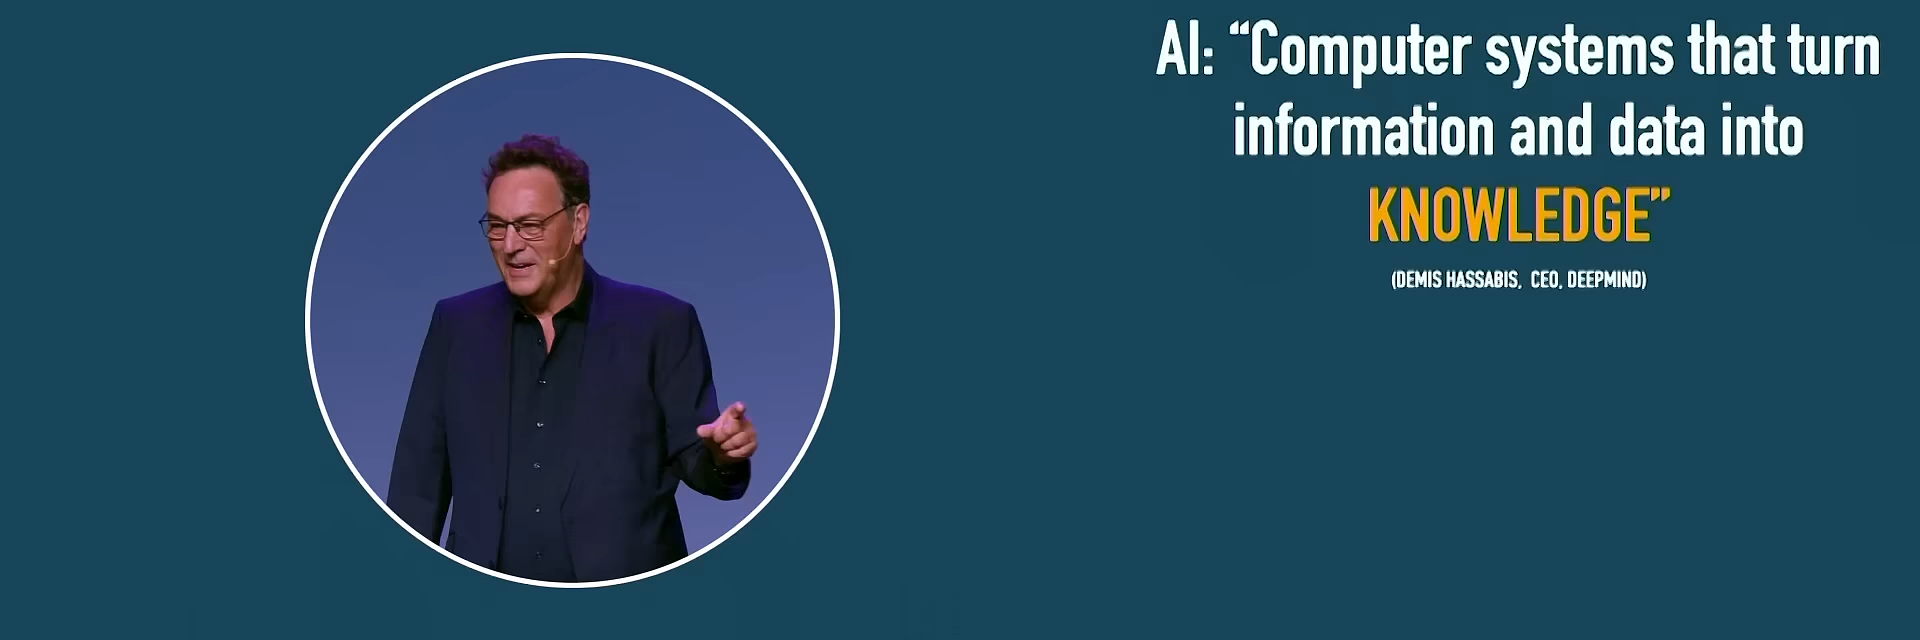 AI: “Computer systems that turn
information and data into
KNOWLEDGE”
(DEMIS HASSABIS, CEO, DEEPMIND)